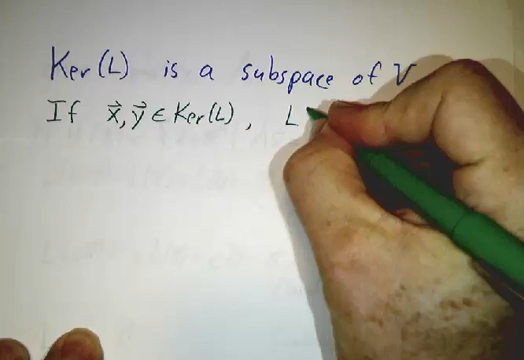 Ker(L) is a subspace of V
If x⃗, y⃗ ∈ Ker(L), L